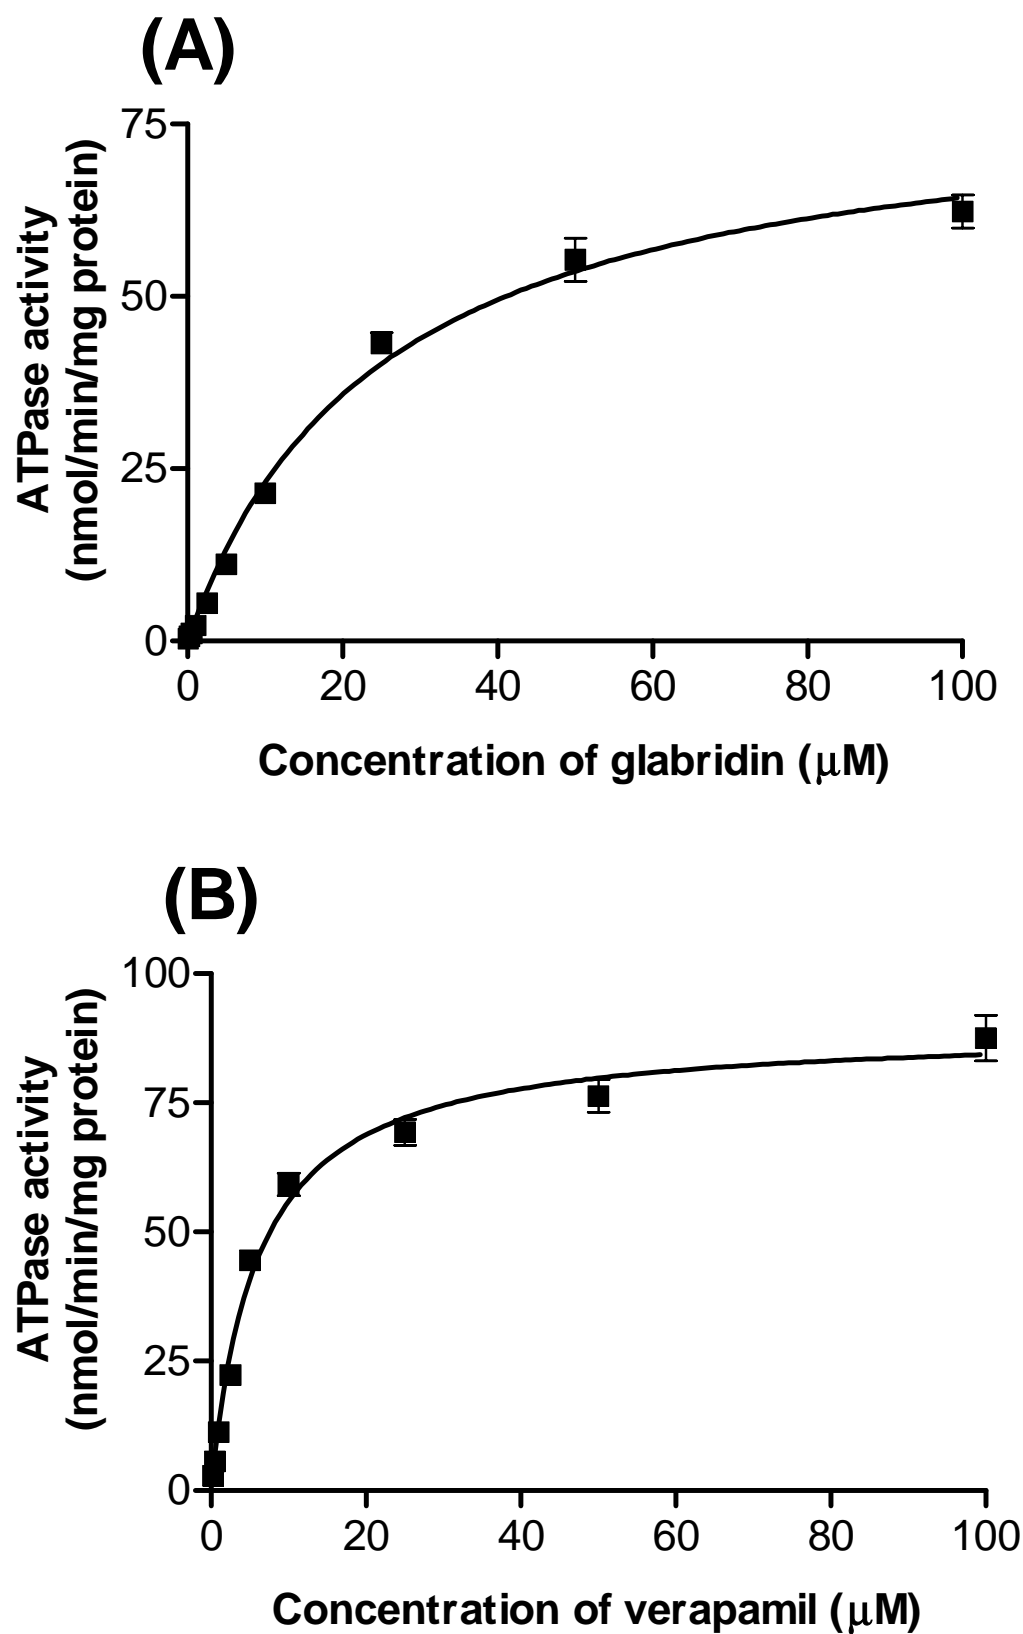 (A)
75
50
25
0
ATPase activity
(nmol/min/mg protein)
0 20 40 60 80 100
Concentration of glabridin (μM)
(B)
100
75
50
25
0
ATPase activity
(nmol/min/mg protein)
0 20 40 60 80 100
Concentration of verapamil (μM)